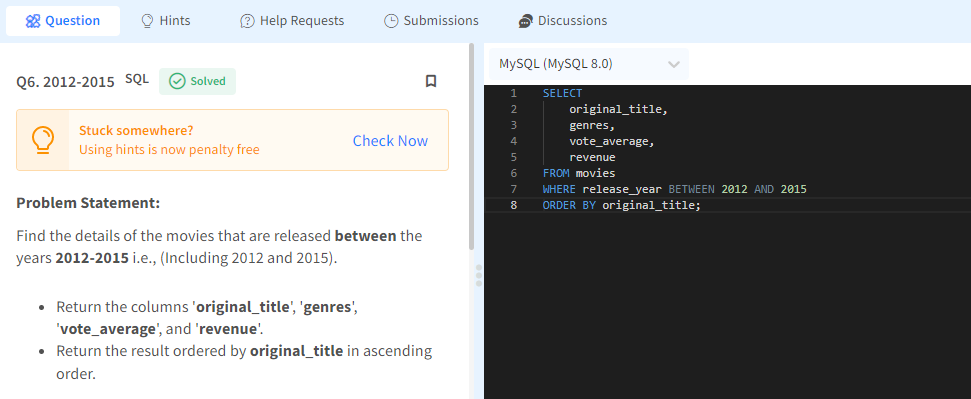 Question
Hints
Help Requests
Submissions
Discussions
Q6. 2012-2015 SQL Solved
Stuck somewhere?
Using hints is now penalty free
Check Now
Problem Statement:
Find the details of the movies that are released between the
years 2012-2015 i.e., (Including 2012 and 2015).
• Return the columns 'original_title', 'genres',
'vote_average', and 'revenue'.
• Return the result ordered by original_title in ascending
order.
MySQL (MySQL 8.0)
1 SELECT
2 original_title,
3 genres,
4 vote_average,
5 revenue
6 FROM movies
7 WHERE release_year BETWEEN 2012 AND 2015
8 ORDER BY original_title;